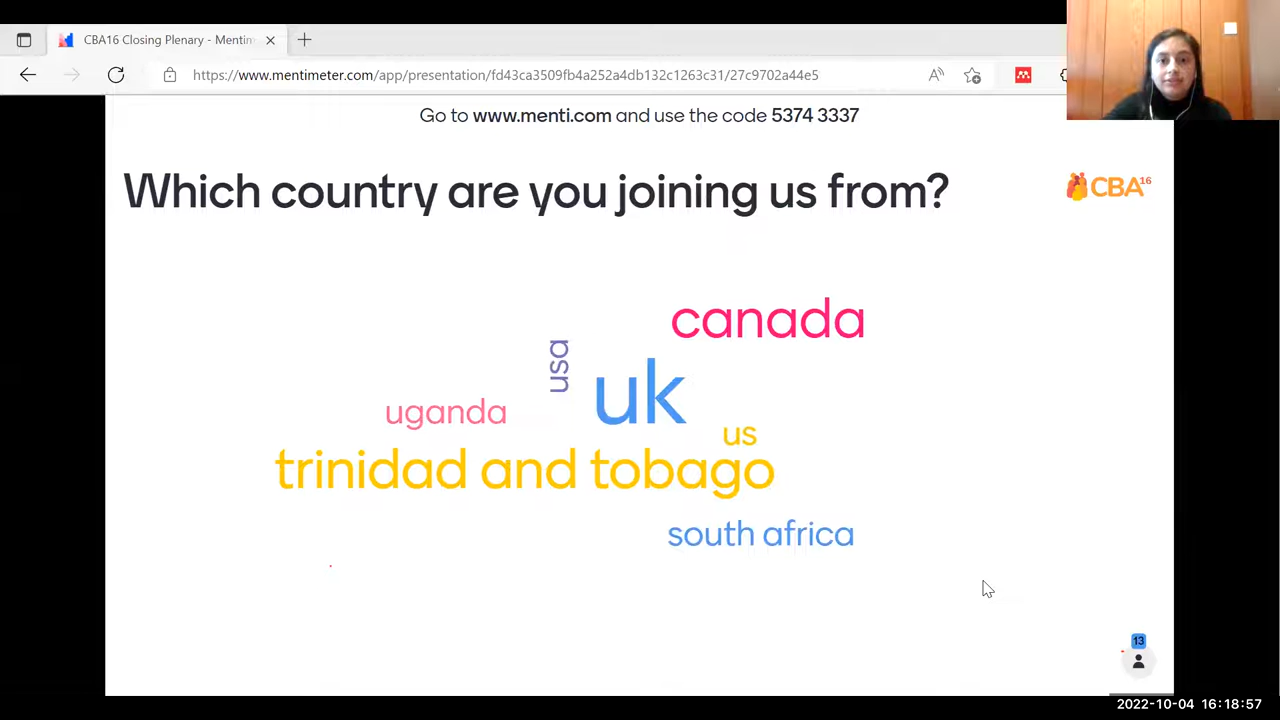 CBA16 Closing Plenary - Mentim
https://www.mentimeter.com/app/presentation/fd43ca3509fb4a252a4db132c1263c31/27c9702a44e5
Go to www.menti.com and use the code 5374 3337
Which country are you joining us from?
CBA16
canada
usa
uk
uganda
us
trinidad and tobago
south africa
13
2022-10-04 16:18:57